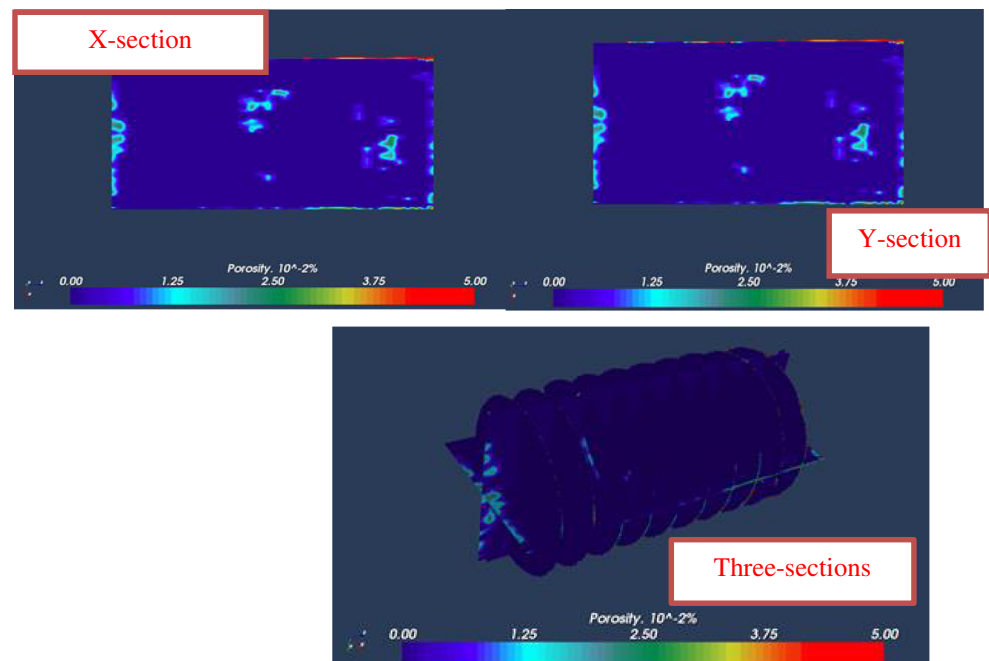 X-section
Porosity. 10^-2%
0.00 1.25 2.50 3.75 5.00
Y-section
Porosity. 10^-2%
0.00 1.25 2.50 3.75 5.00
Three-sections
Porosity. 10^-2%
0.00 1.25 2.50 3.75 5.00